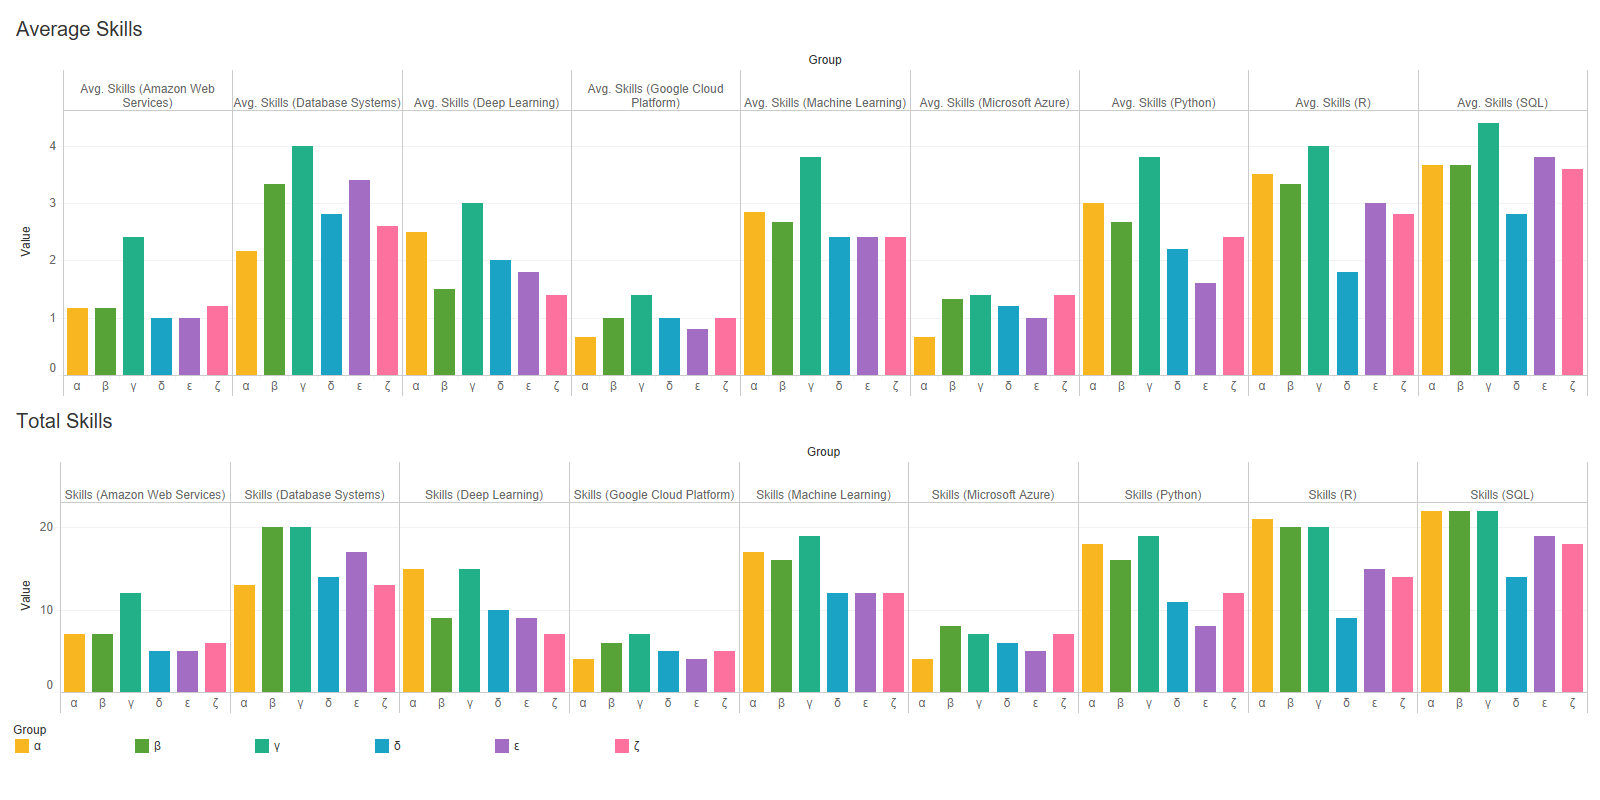 Average Skills
Group
Avg. Skills (Amazon Web
Services)
Avg. Skills (Database Systems)
Avg. Skills (Deep Learning)
Avg. Skills (Google Cloud
Platform)
Avg. Skills (Machine Learning)
Avg. Skills (Microsoft Azure)
Avg. Skills (Python)
Avg. Skills (R)
Avg. Skills (SQL)
Value
4
3
2
1
0
α β γ δ ε ζ α β γ δ ε ζ α β γ δ ε ζ α β γ δ ε ζ α β γ δ ε ζ α β γ δ ε ζ α β γ δ ε ζ α β γ δ ε ζ α β γ δ ε ζ
Total Skills
Group
Skills (Amazon Web Services)
Skills (Database Systems)
Skills (Deep Learning)
Skills (Google Cloud Platform)
Skills (Machine Learning)
Skills (Microsoft Azure)
Skills (Python)
Skills (R)
Skills (SQL)
Value
20
10
0
α β γ δ ε ζ α β γ δ ε ζ α β γ δ ε ζ α β γ δ ε ζ α β γ δ ε ζ α β γ δ ε ζ α β γ δ ε ζ α β γ δ ε ζ α β γ δ ε ζ
Group
α β γ δ ε ζ